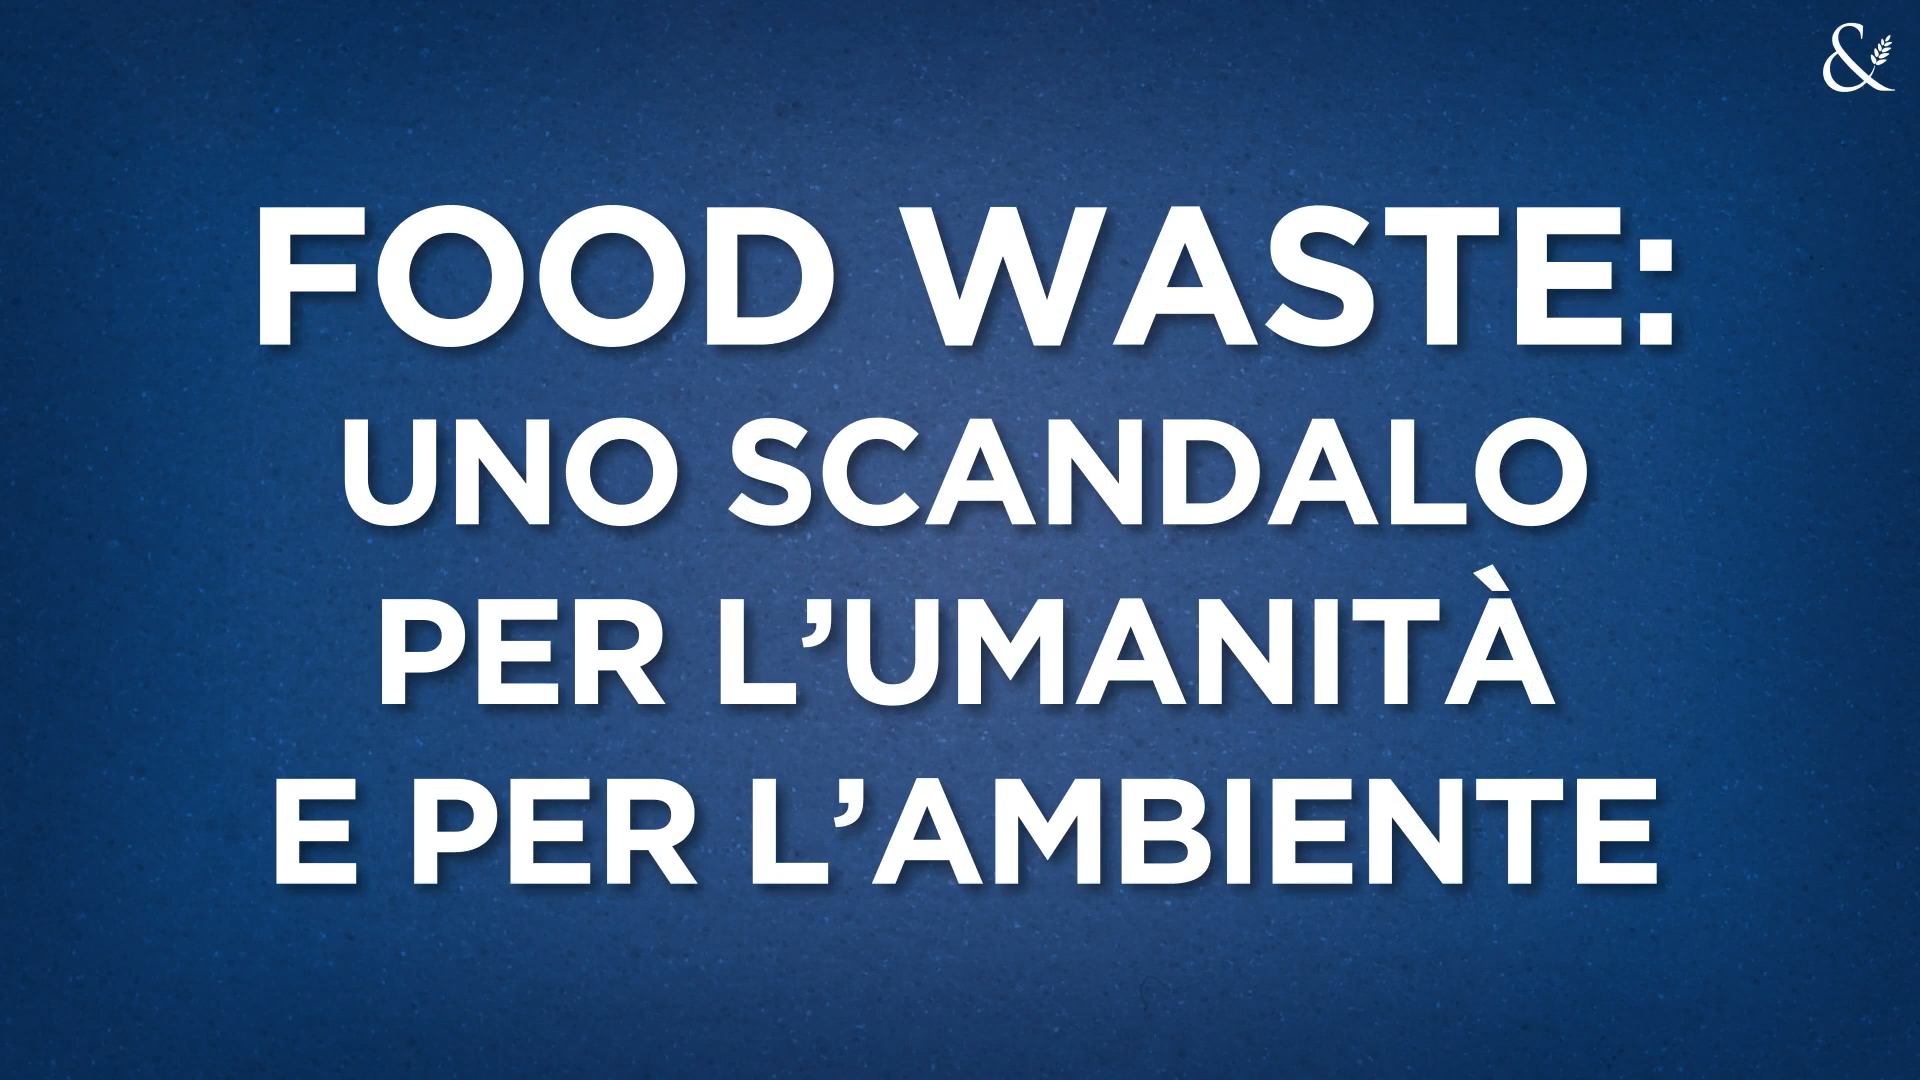 &
FOOD WASTE:
UNO SCANDALO
PER L’UMANITÀ
E PER L’AMBIENTE